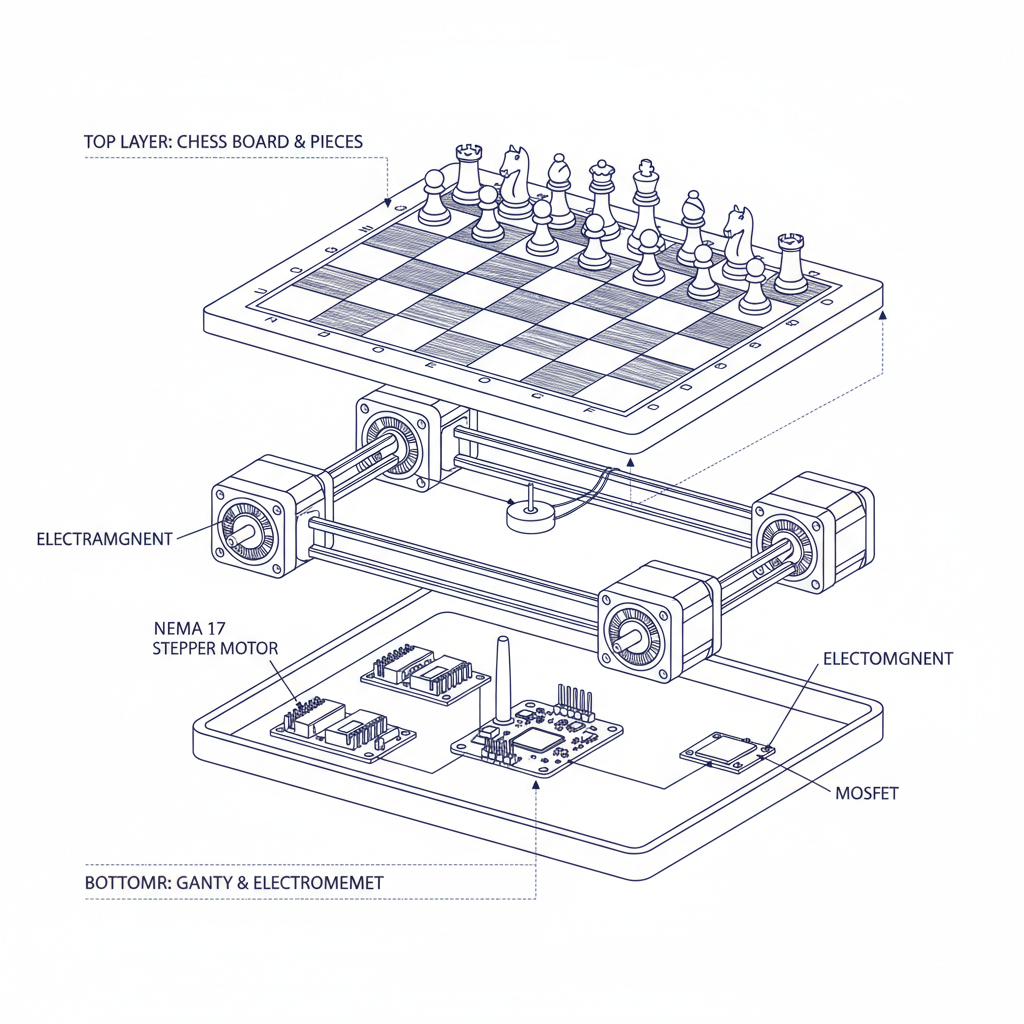 TOP LAYER: CHESS BOARD & PIECES
ELECTRAMGNENT
NEMA 17
STEPPER MOTOR
ELECTOMGNENT
MOSFET
BOTTOMR: GANTY & ELECTROMEMET